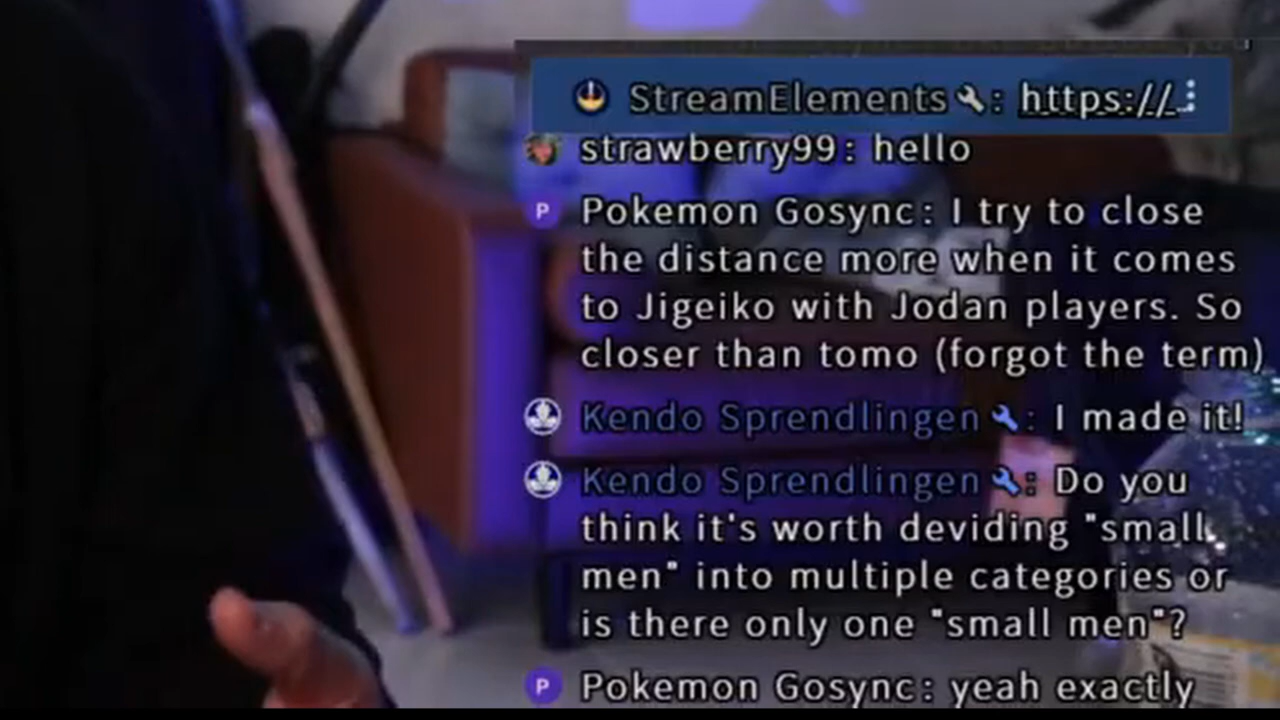 StreamElements: https://…
strawberry99: hello
P Pokemon Gosync: I try to close
the distance more when it comes
to Jigeiko with Jodan players. So
closer than tomo (forgot the term)
Kendo Sprendlingen: I made it!
Kendo Sprendlingen: Do you
think it's worth deviding "small
men" into multiple categories or
is there only one "small men"?
P Pokemon Gosync: yeah exactly